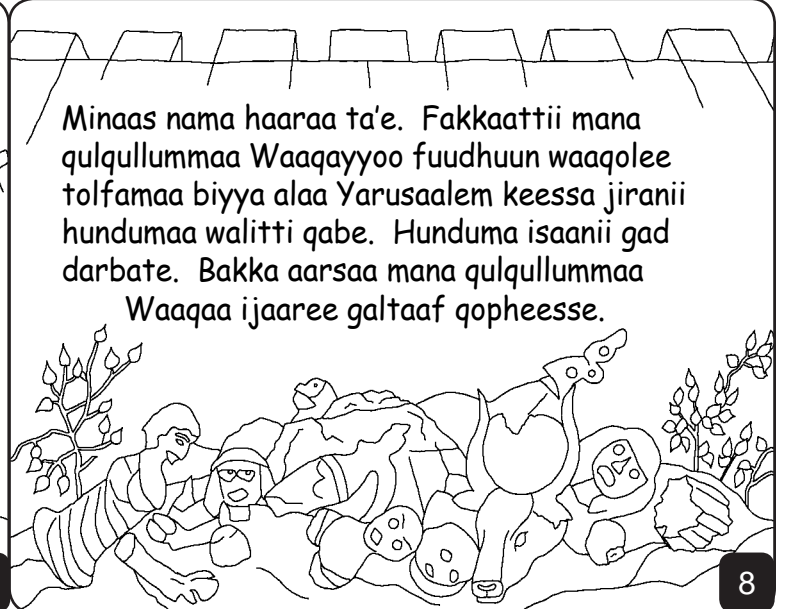 Minaas nama haaraa ta'e. Fakkaattii mana
qulqullummaa Waaqayyoo fuudhuun waaqolee
tolfamaa biyya alaa Yarusaalem keessa jiranii
hundumaa walitti qabe. Hunduma isaanii gad
darbate. Bakka aarsaa mana qulqullummaa
Waaqaa ijaaree galtaaf qopheesse.
8